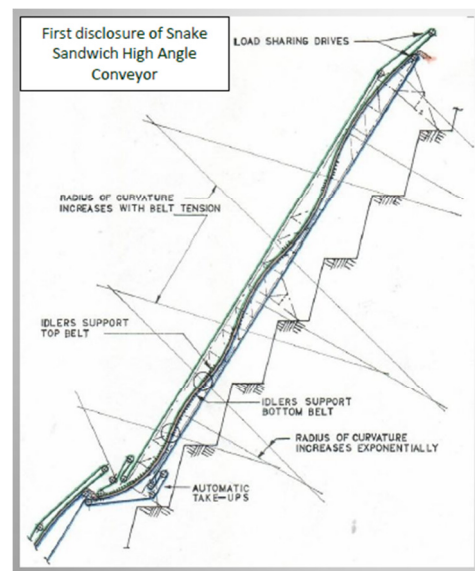 First disclosure of Snake
Sandwich High Angle
Conveyor
LOAD SHARING DRIVES
RADIUS OF CURVATURE
INCREASES WITH BELT TENSION
IDLERS SUPPORT
TOP BELT
IDLERS SUPPORT
BOTTOM BELT
RADIUS OF CURVATURE
INCREASES EXPONENTIALLY
AUTOMATIC
TAKE-UPS